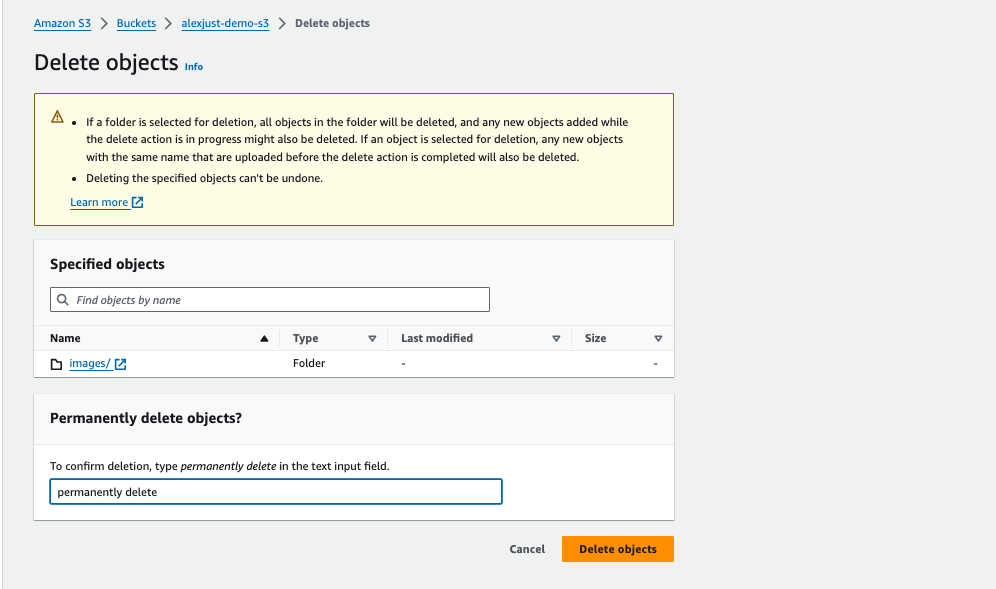 Amazon S3 > Buckets > alexjust-demo-s3 > Delete objects
Delete objects Info
• If a folder is selected for deletion, all objects in the folder will be deleted, and any new objects added while
the delete action is in progress might also be deleted. If an object is selected for deletion, any new objects
with the same name that are uploaded before the delete action is completed will also be deleted.
• Deleting the specified objects can't be undone.
Learn more
Specified objects
Find objects by name
Name Type Last modified Size
images/ Folder - -
Permanently delete objects?
To confirm deletion, type permanently delete in the text input field.
permanently delete
Cancel Delete objects